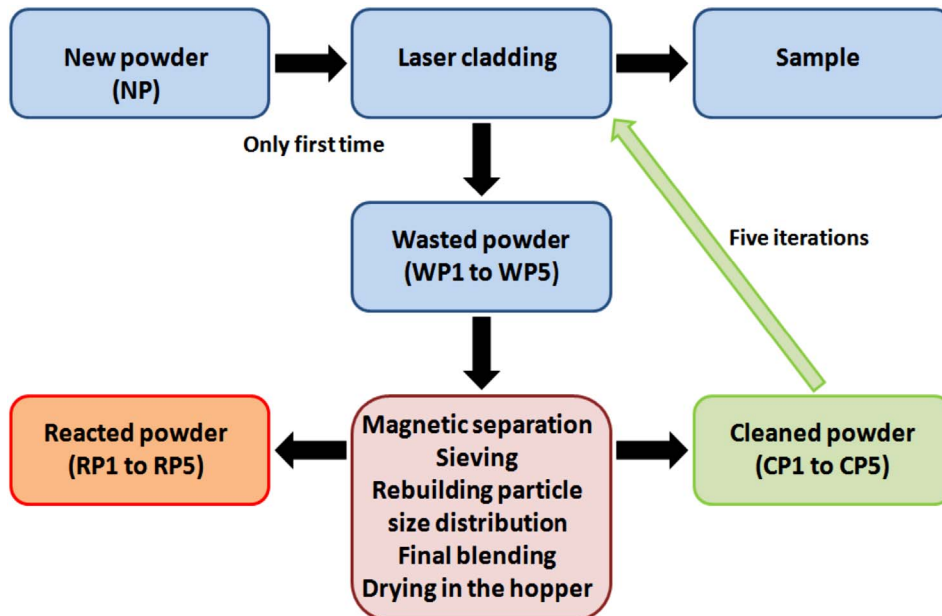 New powder
(NP)
Laser cladding
Sample
Only first time
Wasted powder
(WP1 to WP5)
Five iterations
Reacted powder
(RP1 to RP5)
Magnetic separation
Sieving
Rebuilding particle
size distribution
Final blending
Drying in the hopper
Cleaned powder
(CP1 to CP5)